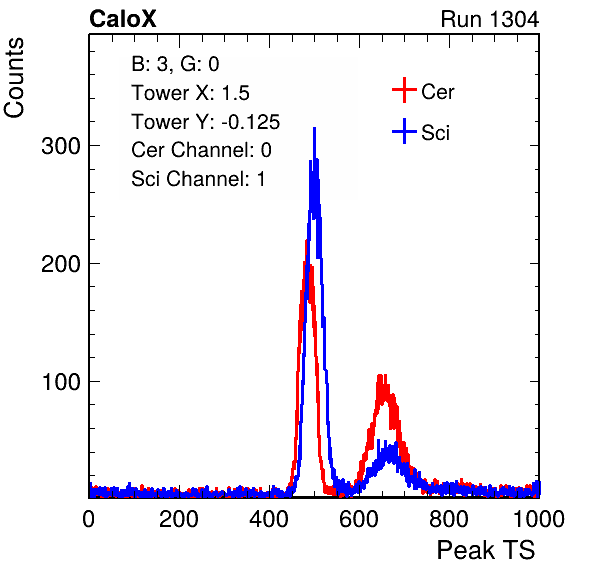 CaloX Run 1304
Counts
B: 3, G: 0
Tower X: 1.5
Tower Y: -0.125
Cer Channel: 0
Sci Channel: 1
Cer
Sci
300
200
100
0 200 400 600 800 1000
Peak TS